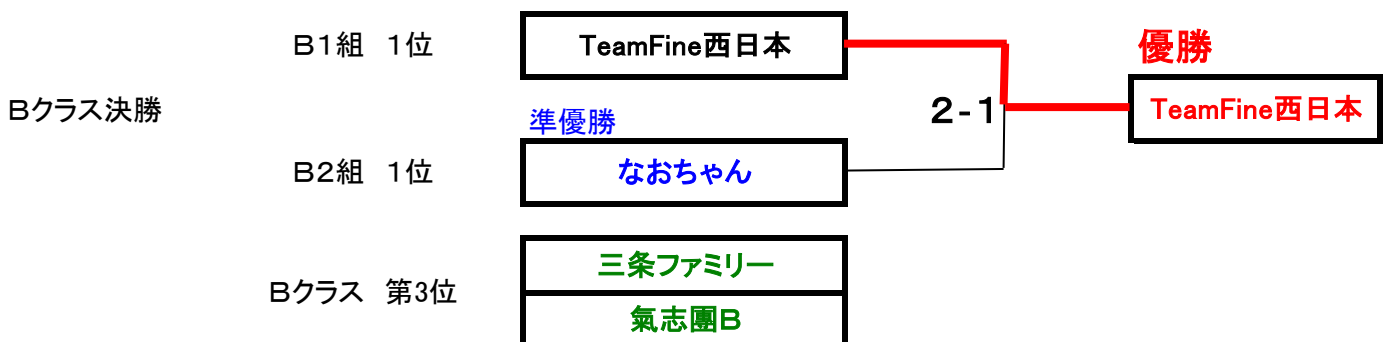 Bクラス決勝
B1組 1位
TeamFine西日本
2-1
優勝
TeamFine西日本
準優勝
B2組 1位
なおちゃん
Bクラス 第3位
三条ファミリー
氣志團B